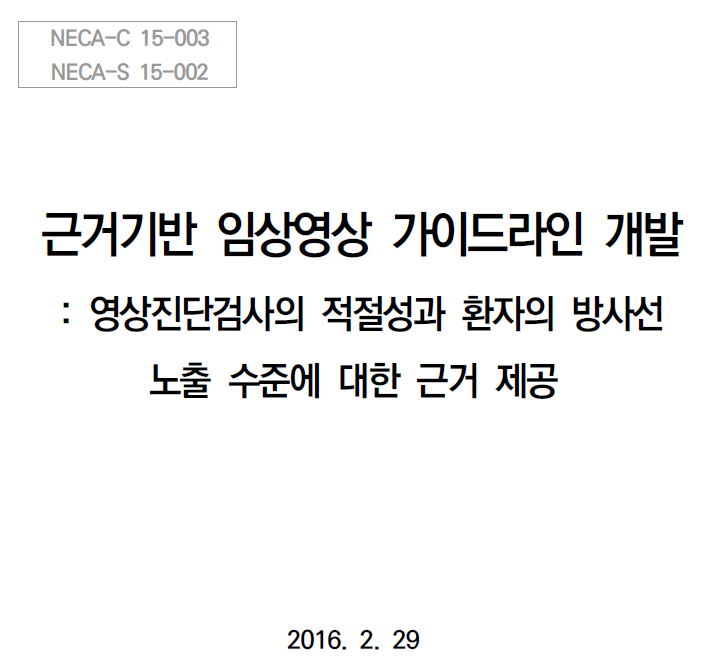 NECA-C 15-003
NECA-S 15-002
근거기반 임상영상 가이드라인 개발
: 영상진단검사의 적절성과 환자의 방사선
노출 수준에 대한 근거 제공
2016. 2. 29